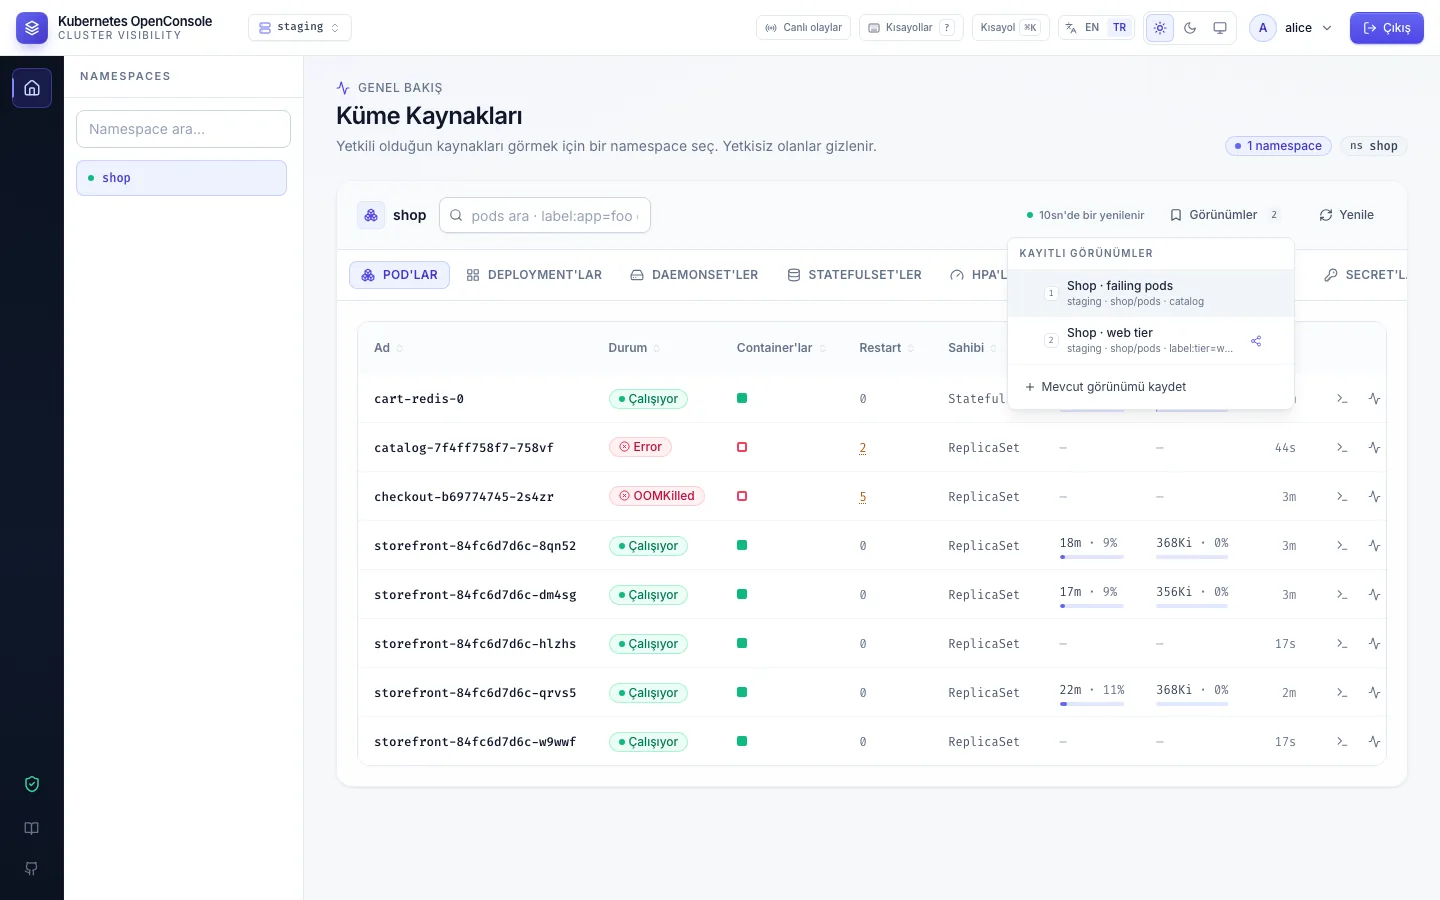 Kubernetes OpenConsole
CLUSTER VISIBILITY
staging
Canlı olaylar
Kısayollar ?
Kısayol ⌘K
EN TR
A alice
Çıkış
NAMESPACES
Namespace ara...
shop
GENEL BAKIŞ
Küme Kaynakları
Yetkili olduğun kaynakları görmek için bir namespace seç. Yetkisiz olanlar gizlenir.
1 namespace
ns shop
shop
pods ara · label:app=foo
10sn'de bir yenilenir
Görünümler 2
Yenile
KAYITLI GÖRÜNÜMLER
1 Shop · failing pods
staging · shop/pods · catalog
2 Shop · web tier
staging · shop/pods · label:tier=w...
+ Mevcut görünümü kaydet
POD'LAR DEPLOYMENT'LAR DAEMONSET'LER STATEFULSET'LER HPA'L SECRET'L
Ad Durum Container'lar Restart Sahibi
cart-redis-0 Çalışıyor 0 Stateful
catalog-7f4ff758f7-758vf Error 2 ReplicaSet — — 44s
checkout-b69774745-2s4zr OOMKilled 5 ReplicaSet — — 3m
storefront-84fc6d7d6c-8qn52 Çalışıyor 0 ReplicaSet 18m · 9% 368Ki · 0% 3m
storefront-84fc6d7d6c-dm4sg Çalışıyor 0 ReplicaSet 17m · 9% 356Ki · 0% 3m
storefront-84fc6d7d6c-hlzhs Çalışıyor 0 ReplicaSet — — 17s
storefront-84fc6d7d6c-qrvs5 Çalışıyor 0 ReplicaSet 22m · 11% 368Ki · 0% 2m
storefront-84fc6d7d6c-w9wwf Çalışıyor 0 ReplicaSet — — 17s